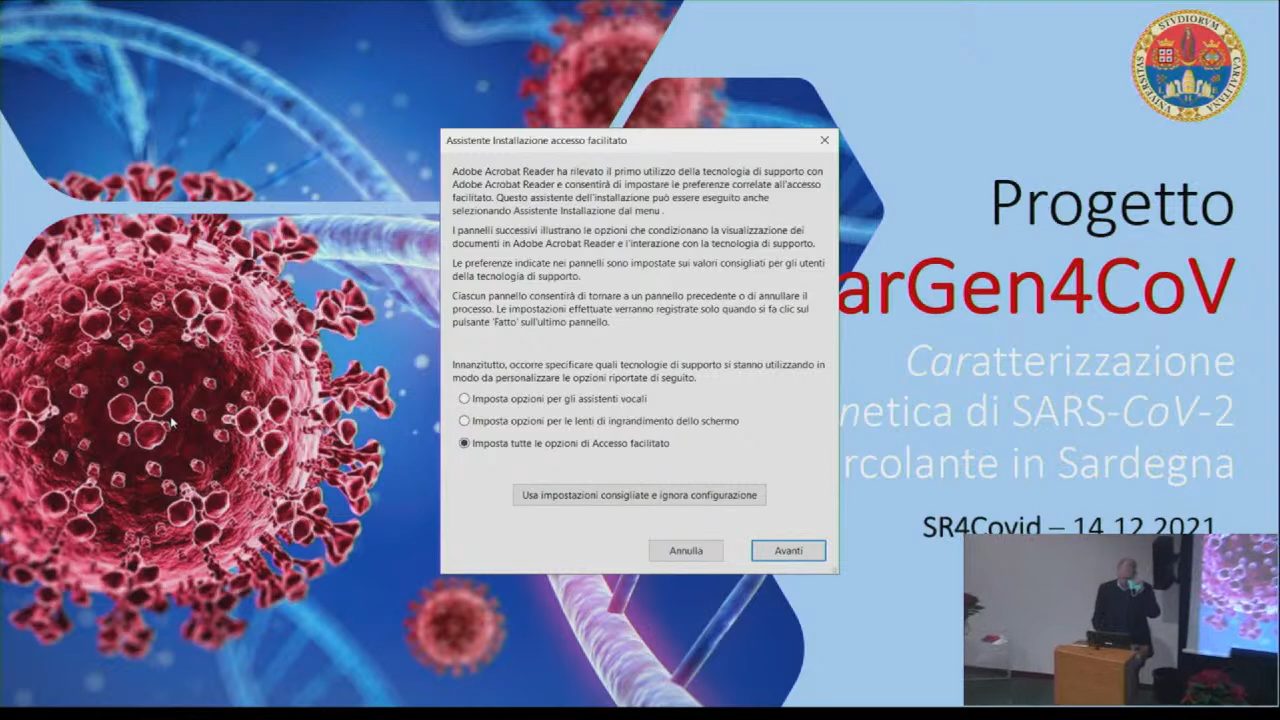 STVDIORVM
VNIVERSITAS CARALITANA
Progetto
arGen4CoV
Caratterizzazione
netica di SARS-CoV-2
rcolante in Sardegna
SR4Covid – 14.12.2021
Assistente Installazione accesso facilitato
Adobe Acrobat Reader ha rilevato il primo utilizzo della tecnologia di supporto con
Adobe Acrobat Reader e consentirà di impostare le preferenze correlate all'accesso
facilitato. Questo assistente dell'installazione può essere eseguito anche
selezionando Assistente Installazione dal menu .
I pannelli successivi illustrano le opzioni che condizionano la visualizzazione dei
documenti in Adobe Acrobat Reader e l'interazione con la tecnologia di supporto.
Le preferenze indicate nei pannelli sono impostate sui valori consigliati per gli utenti
della tecnologia di supporto.
Ciascun pannello consentirà di tornare a un pannello precedente o di annullare il
processo. Le impostazioni effettuate verranno registrate solo quando si fa clic sul
pulsante 'Fatto' sull'ultimo pannello.
Innanzitutto, occorre specificare quali tecnologie di supporto si stanno utilizzando in
modo da personalizzare le opzioni riportate di seguito.
Imposta opzioni per gli assistenti vocali
Imposta opzioni per le lenti di ingrandimento dello schermo
Imposta tutte le opzioni di Accesso facilitato
Usa impostazioni consigliate e ignora configurazione
Annulla
Avanti